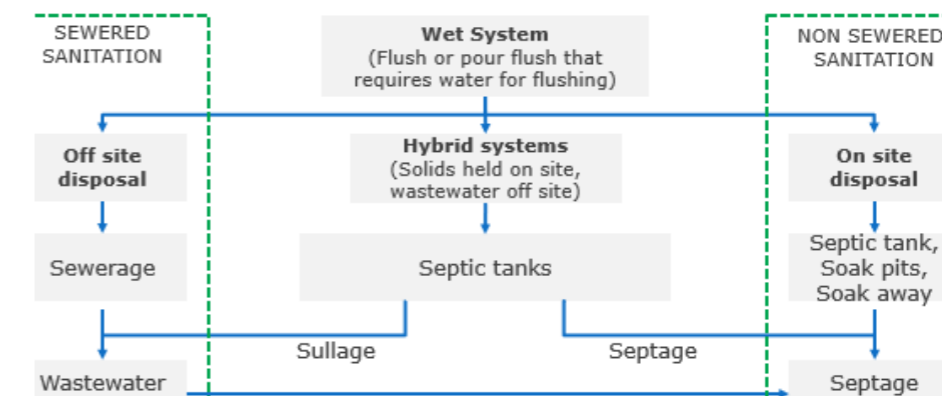 SEWERED
SANITATION
Wet System
(Flush or pour flush that
requires water for flushing)
NON SEWERED
SANITATION
Off site
disposal
Hybrid systems
(Solids held on site,
wastewater off site)
On site
disposal
Sewerage
Septic tanks
Septic tank,
Soak pits,
Soak away
Sullage
Septage
Wastewater
Septage